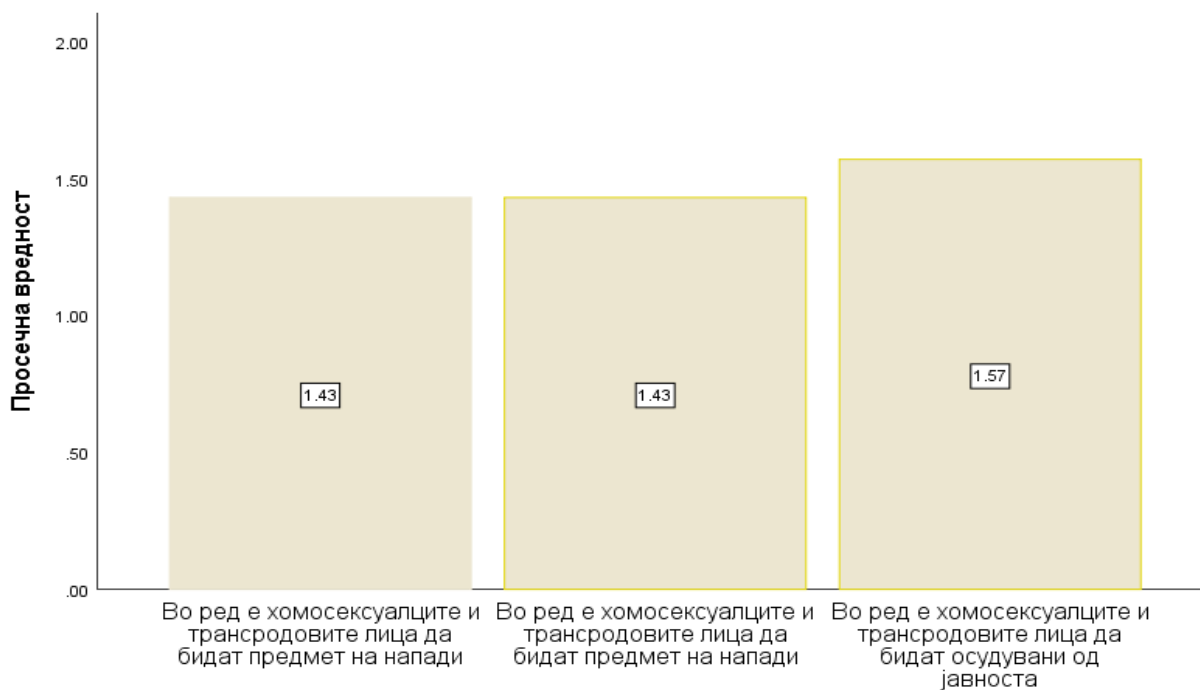 2.00
1.50
1.00
.50
.00
Просечна вредност
1.43
1.43
1.57
Во ред е хомосексуалците и
трансродовите лица да
бидат предмет на напади
Во ред е хомосексуалците и
трансродовите лица да
бидат предмет на напади
Во ред е хомосексуалците и
трансродовите лица да
бидат осудувани од
јавноста